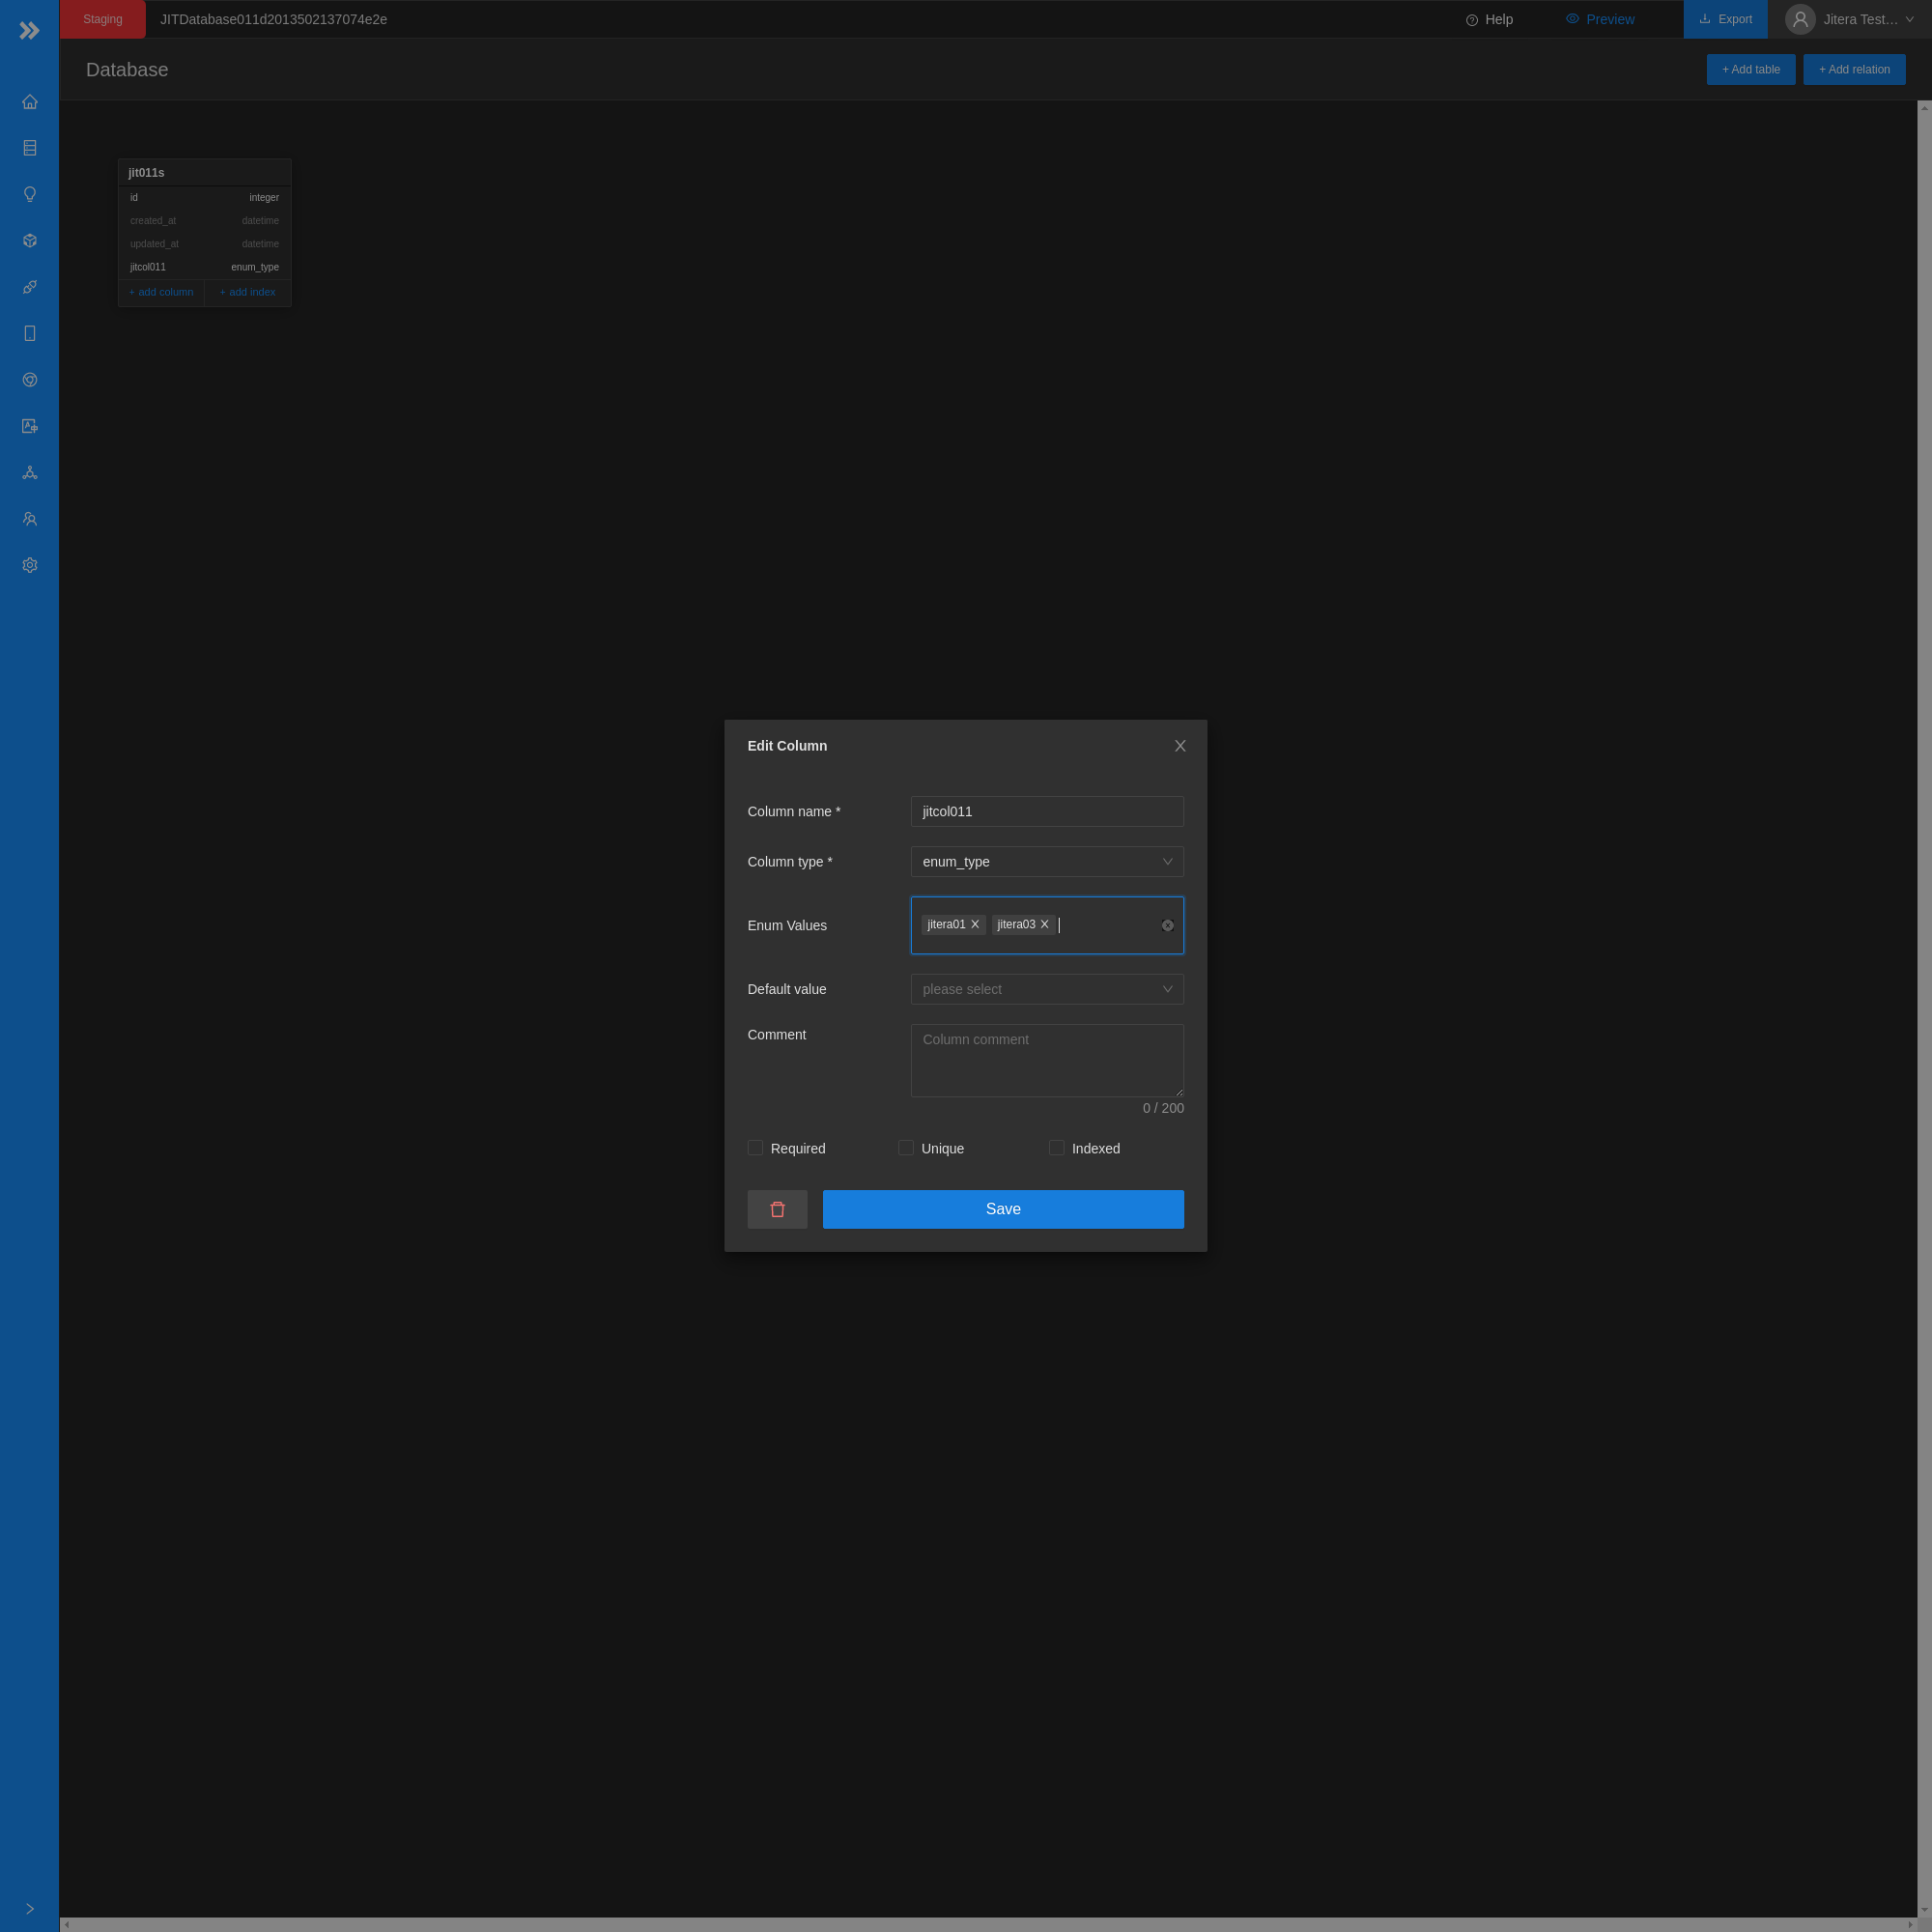 Staging JITDatabase011d2013502137074e2e Help Preview Export Jitera Test…
Database + Add table + Add relation
jit011s
id integer
created_at datetime
updated_at datetime
jitcol011 enum_type
+ add column + add index
Edit Column
Column name * jitcol011
Column type * enum_type
Enum Values jitera01 jitera03
Default value please select
Comment Column comment
0 / 200
Required Unique Indexed
Save